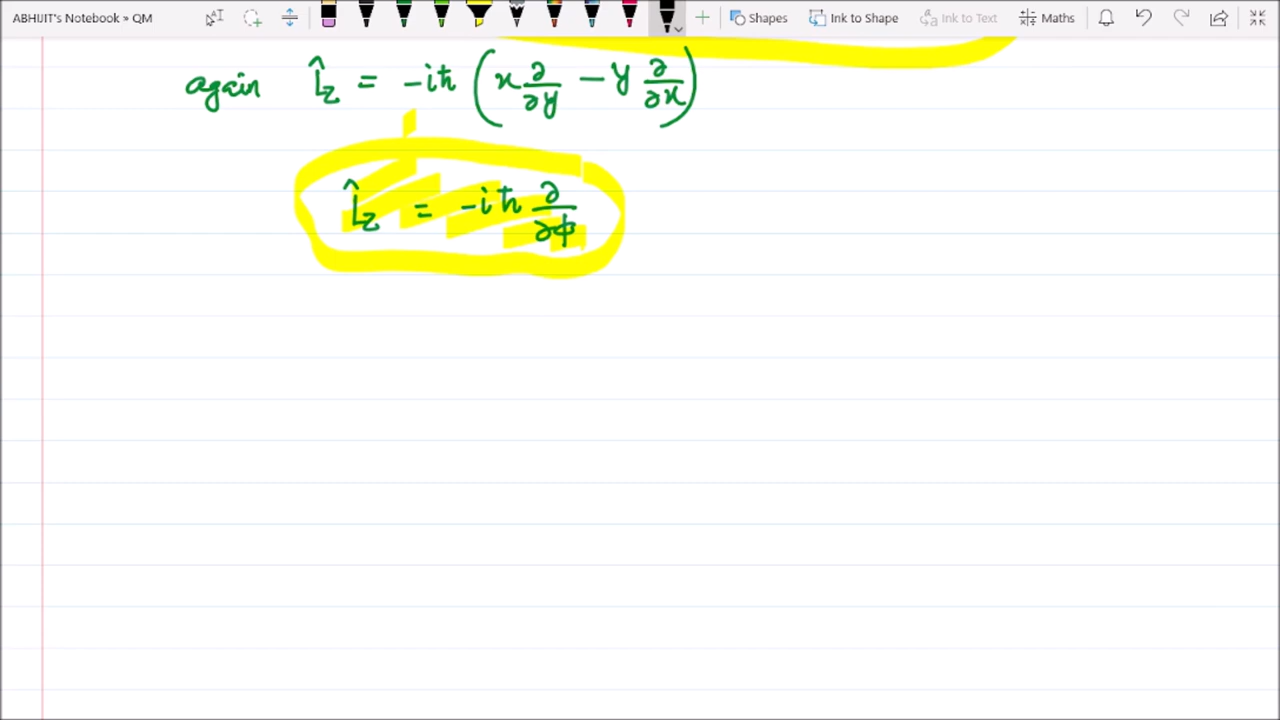 ABHIJIT's Notebook » QM Shapes Ink to Shape Ink to Text Maths
again L̂z = -iħ (x ∂/∂y - y ∂/∂x)
L̂z = -iħ ∂/∂ϕ